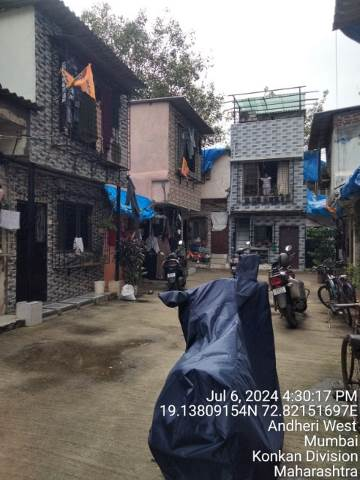 Jul 6, 2024 4:30:17 PM
19.13809154N 72.82151697E
Andheri West
Mumbai
Konkan Division
Maharashtra